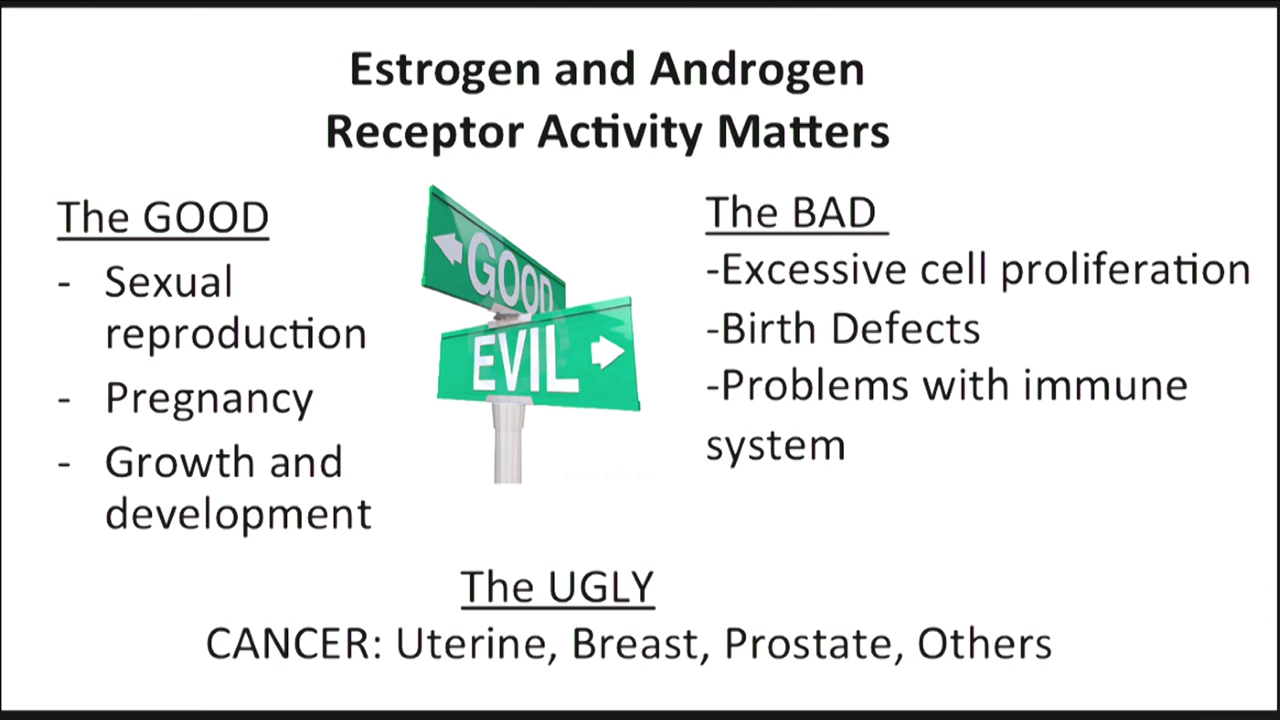 Estrogen and Androgen
Receptor Activity Matters
The GOOD
- Sexual
reproduction
- Pregnancy
- Growth and
development
GOOD
EVIL
The BAD
-Excessive cell proliferation
-Birth Defects
-Problems with immune
system
The UGLY
CANCER: Uterine, Breast, Prostate, Others